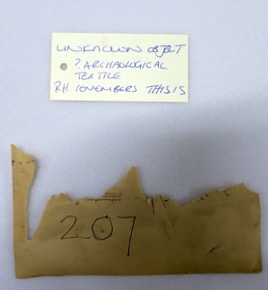 UNKNOWN OBJECT
? ARCHAEOLOGICAL
TEXTILE
RH REMEMBERS THIS IS
207